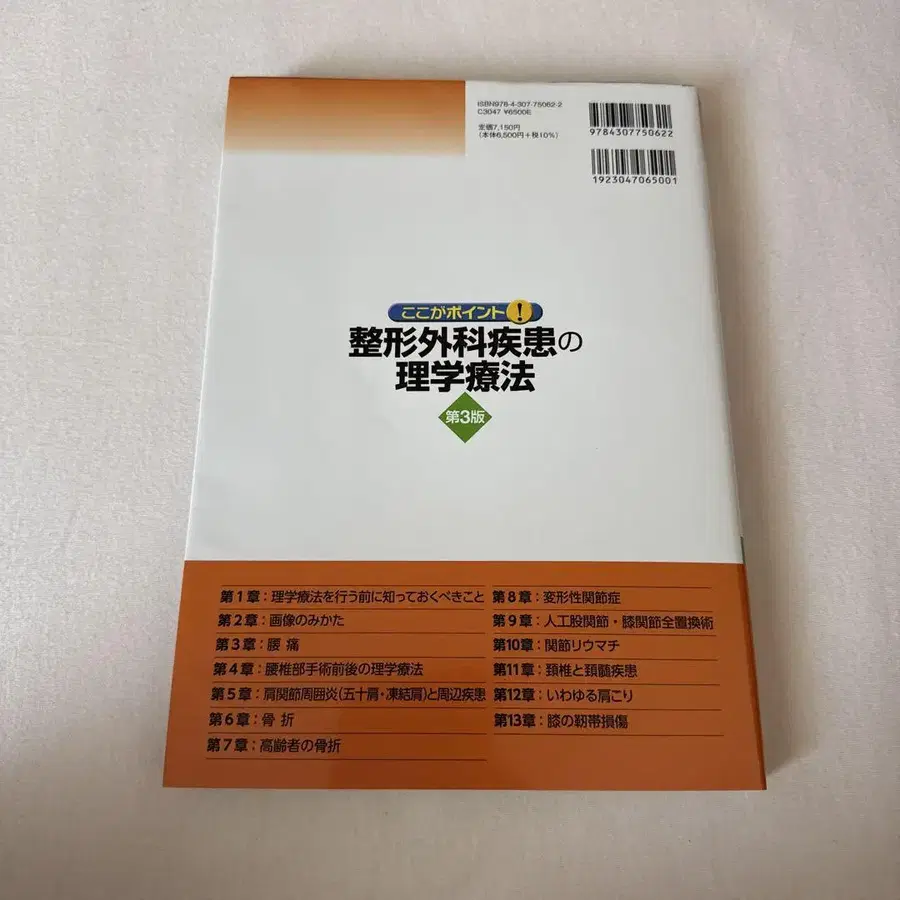 ISBN978-4-307-75062-2
C3047 ¥6500E
定価7,150円
(本体6,500円+税10%)
9784307750622
1923047065001
ここがポイント!
整形外科疾患の
理学療法
第3版
第1章:理学療法を行う前に知っておくべきこと
第2章:画像のみかた
第3章:腰 痛
第4章:腰椎部手術前後の理学療法
第5章:肩関節周囲炎(五十肩・凍結肩)と周辺疾患
第6章:骨 折
第7章:高齢者の骨折
第8章:変形性関節症
第9章:人工股関節・膝関節全置換術
第10章:関節リウマチ
第11章:頚椎と頚髄疾患
第12章:いわゆる肩こり
第13章:膝の靭帯損傷